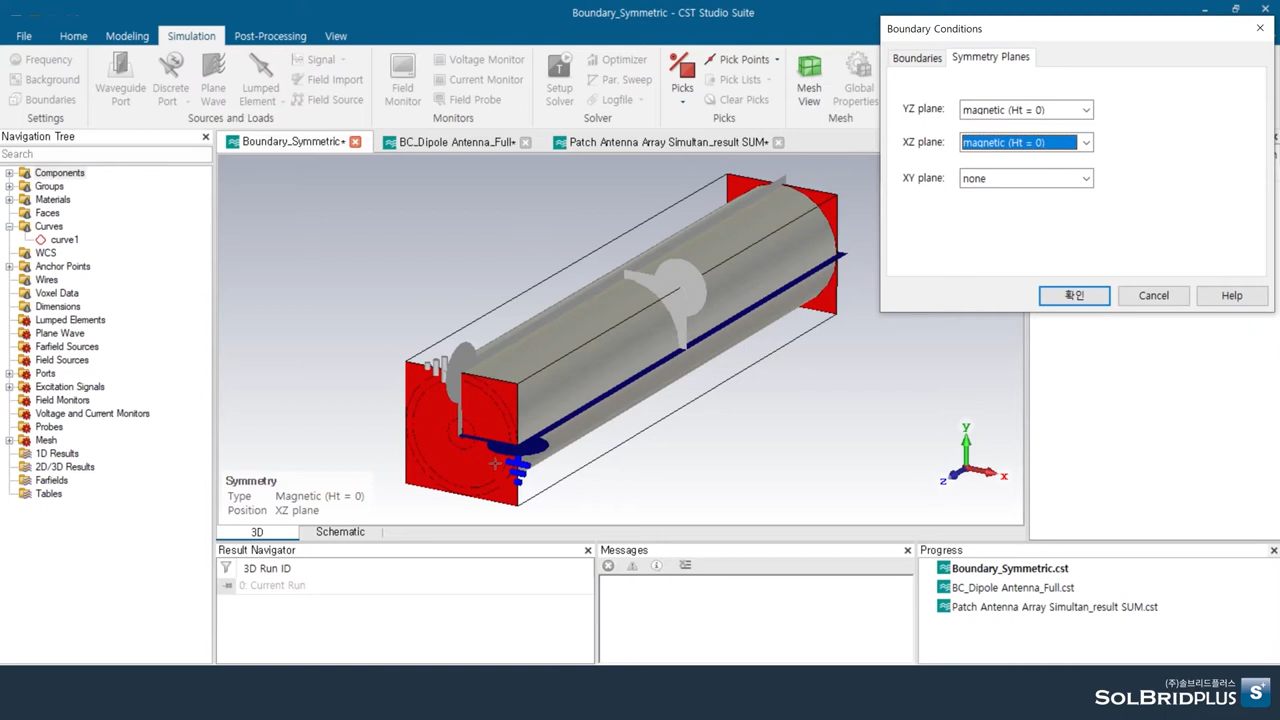 Boundary_Symmetric - CST Studio Suite
File Home Modeling Simulation Post-Processing View
Frequency
Background
Boundaries
Settings
Waveguide Port
Discrete Port
Plane Wave
Lumped Element
Signal
Field Import
Field Source
Sources and Loads
Field Monitor
Voltage Monitor
Current Monitor
Field Probe
Monitors
Setup Solver
Optimizer
Par. Sweep
Logfile
Solver
Picks
Pick Points
Pick Lists
Clear Picks
Picks
Mesh View
Global Properties
Mesh
Boundary Conditions
Boundaries Symmetry Planes
YZ plane: magnetic (Ht = 0)
XZ plane: magnetic (Ht = 0)
XY plane: none
확인 Cancel Help
Navigation Tree
Search
Components
Groups
Materials
Faces
Curves
curve1
WCS
Anchor Points
Wires
Voxel Data
Dimensions
Lumped Elements
Plane Wave
Farfield Sources
Field Sources
Ports
Excitation Signals
Field Monitors
Voltage and Current Monitors
Probes
Mesh
1D Results
2D/3D Results
Farfields
Tables
Boundary_Symmetric* BC_Dipole Antenna_Full* Patch Antenna Array Simultan_result SUM*
y
x
z
Symmetry
Type Magnetic (Ht = 0)
Position XZ plane
3D Schematic
Result Navigator
3D Run ID
0: Current Run
Messages
Progress
Boundary_Symmetric.cst
BC_Dipole Antenna_Full.cst
Patch Antenna Array Simultan_result SUM.cst
(주)솔브리드플러스
SOLBRIDPLUS
S+